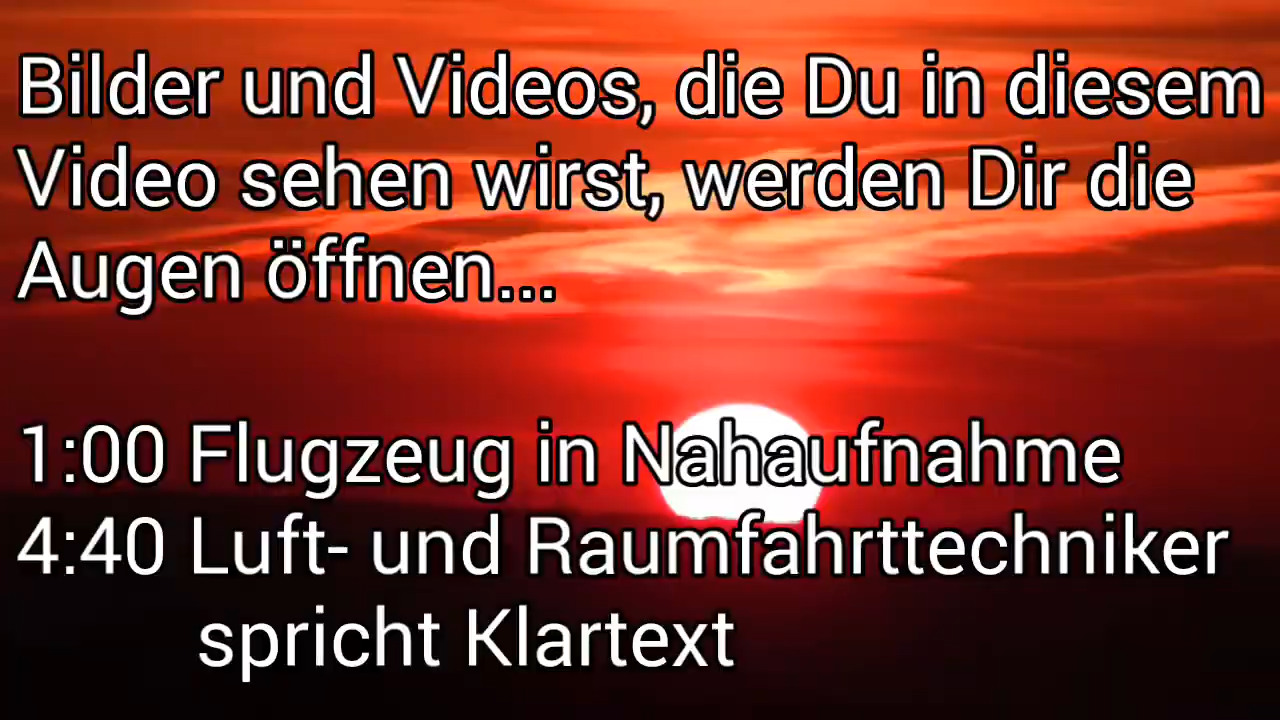 Bilder und Videos, die Du in diesem
Video sehen wirst, werden Dir die
Augen öffnen...
1:00 Flugzeug in Nahaufnahme
4:40 Luft- und Raumfahrttechniker
spricht Klartext